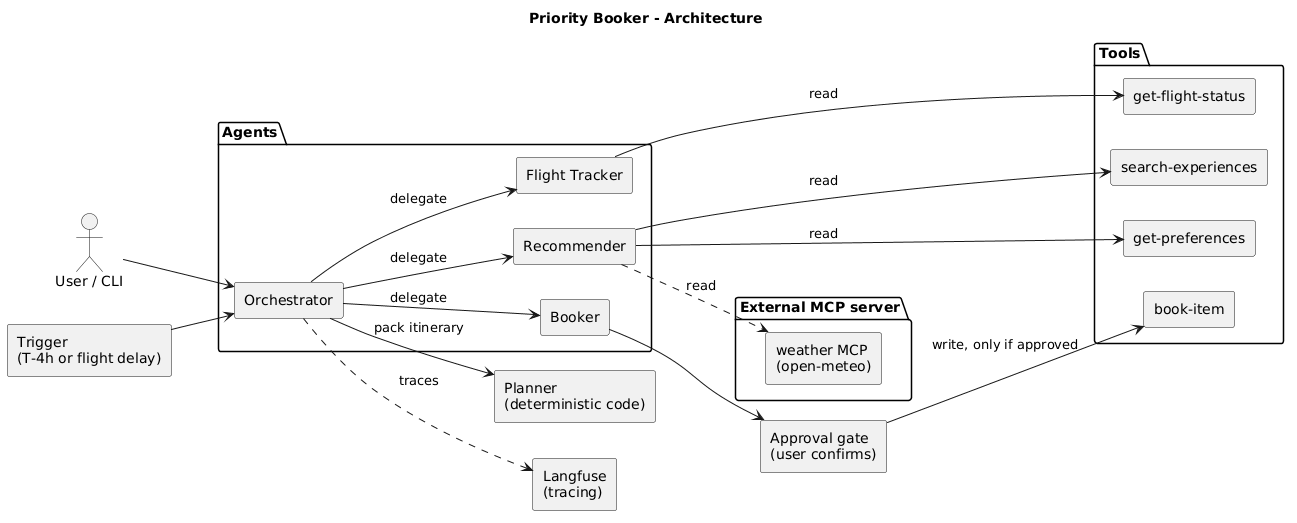 Priority Booker - Architecture
Tools
read
get-flight-status
Agents
Flight Tracker
read
search-experiences
delegate
User / CLI
Recommender
read
get-preferences
delegate
read
Orchestrator
delegate
Booker
External MCP server
book-item
Trigger
(T-4h or flight delay)
pack itinerary
weather MCP
(open-meteo)
write, only if approved
traces
Planner
(deterministic code)
Approval gate
(user confirms)
Langfuse
(tracing)